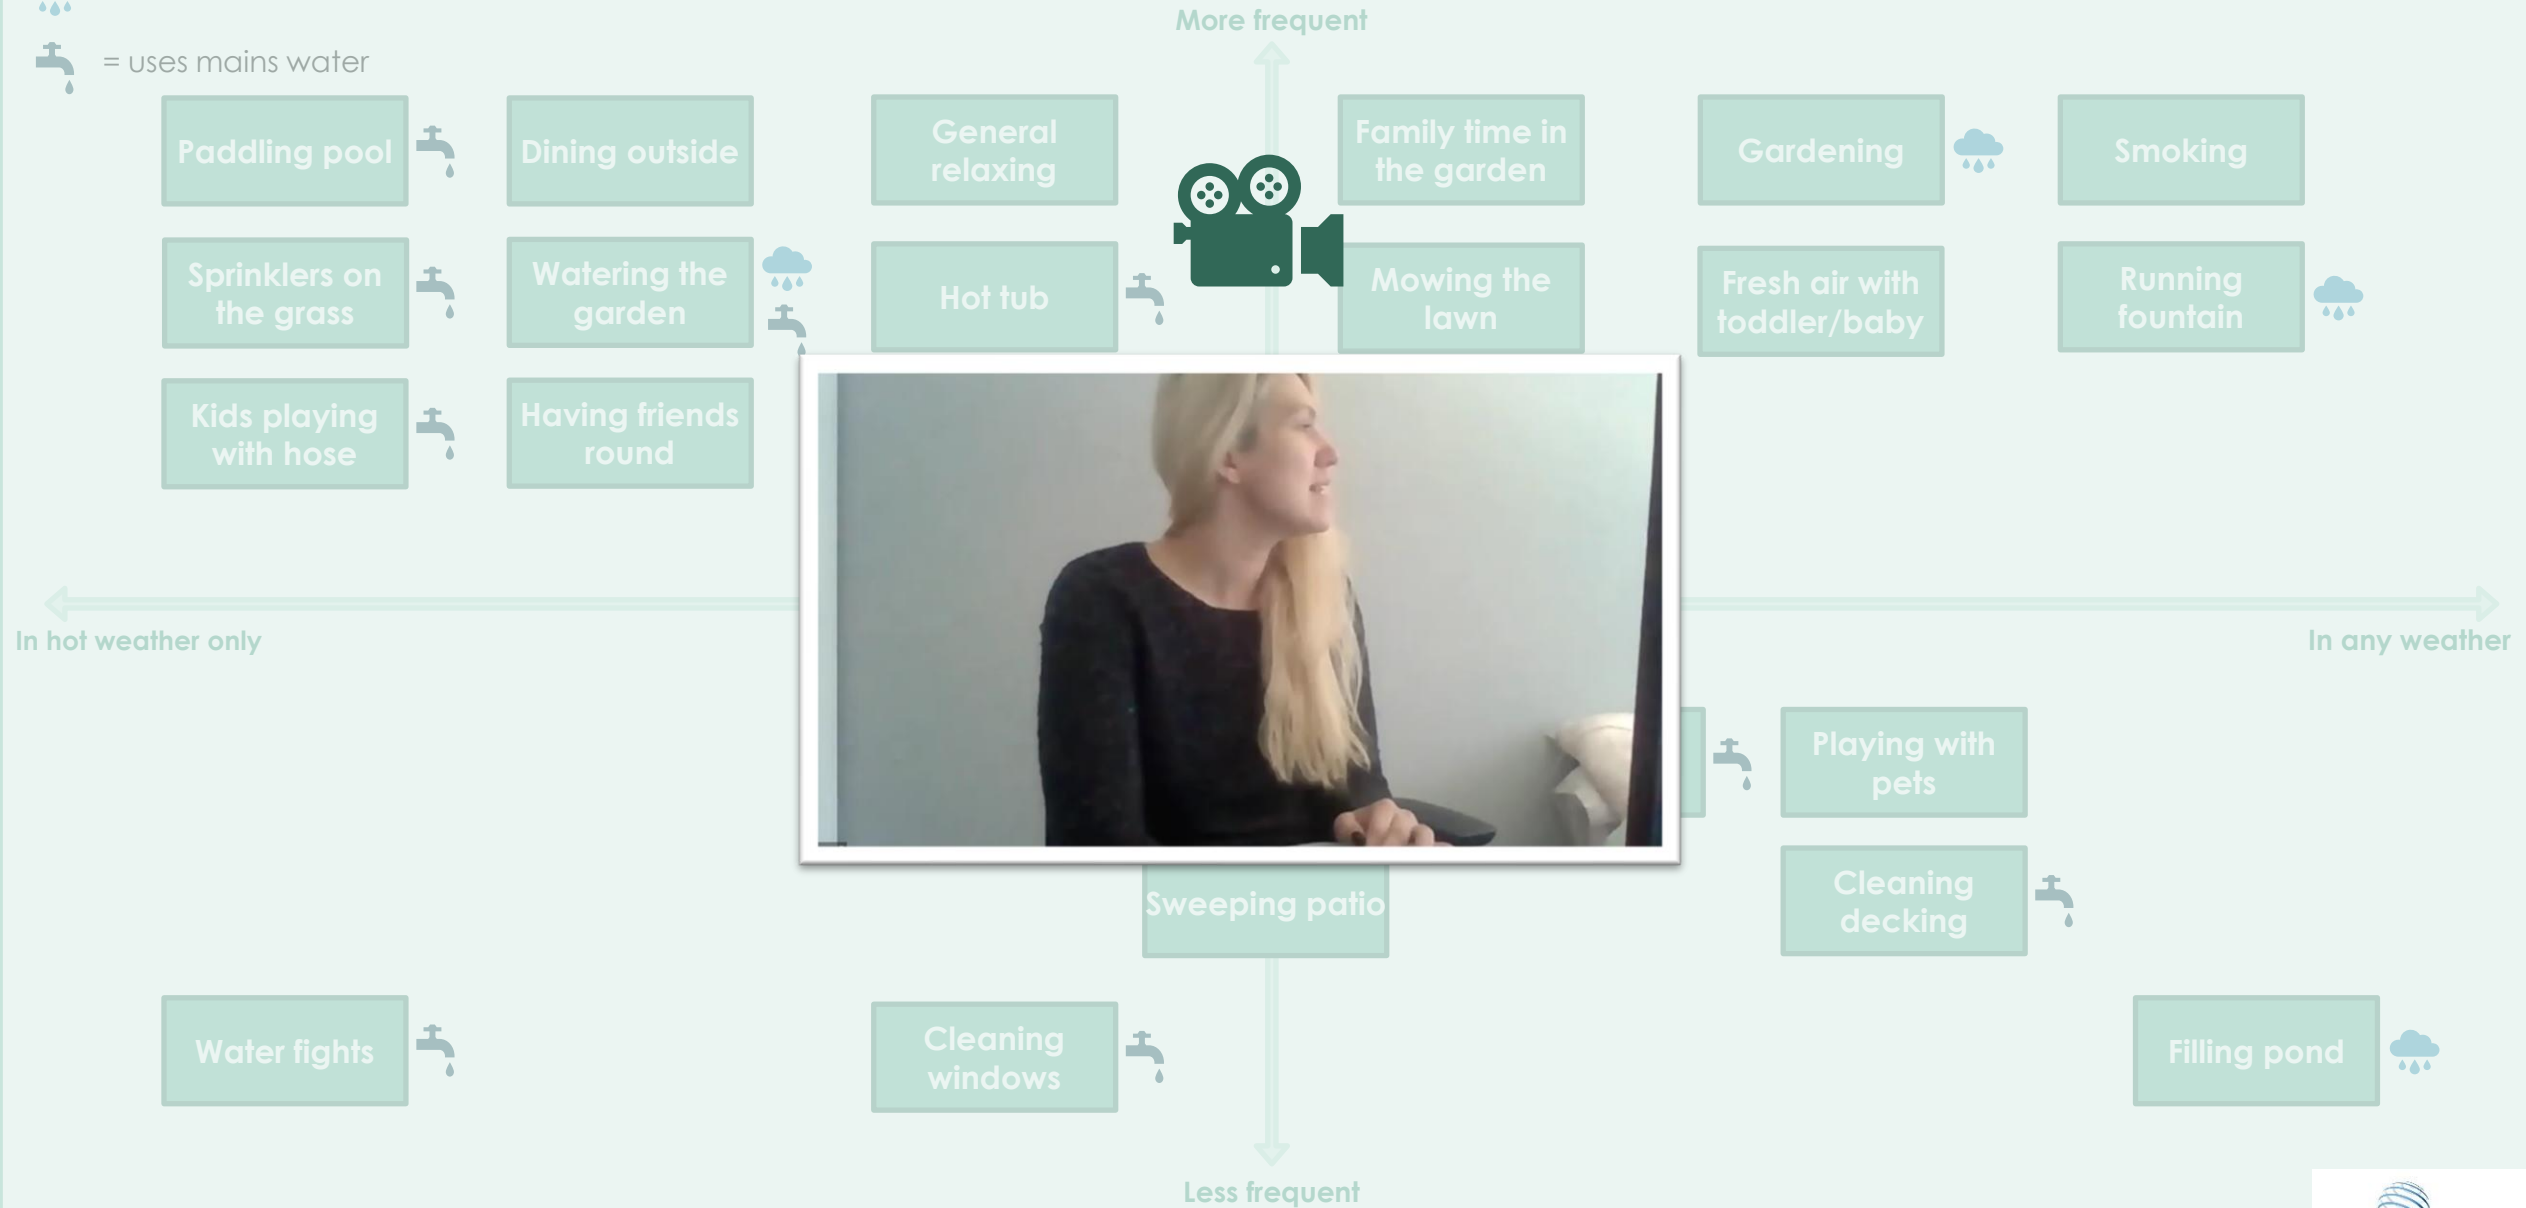 More frequent
= uses mains water
Paddling pool
Dining outside
General
relaxing
Family time in
the garden
Gardening
Smoking
Sprinklers on
the grass
Watering the
garden
Hot tub
Mowing the
lawn
Fresh air with
toddler/baby
Running
fountain
Kids playing
with hose
Having friends
round
In hot weather only
In any weather
Playing with
pets
Cleaning
decking
Sweeping patio
Water fights
Cleaning
windows
Filling pond
Less frequent